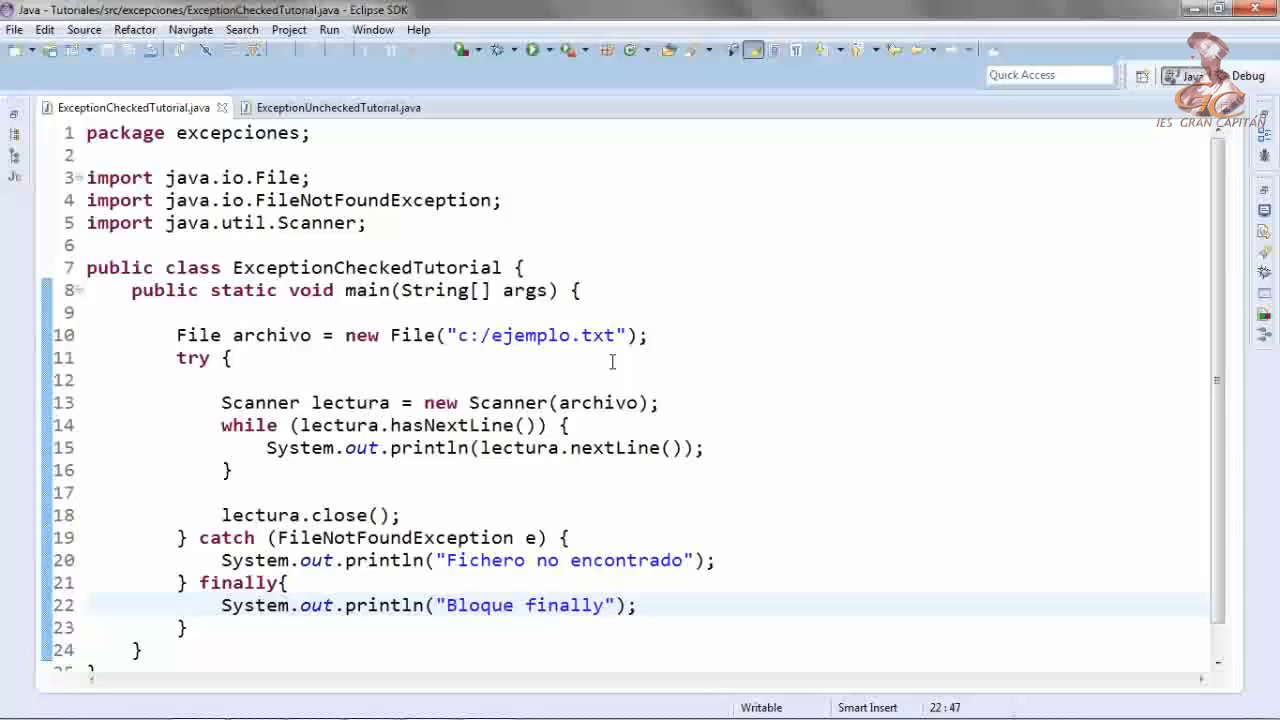 Java - Tutoriales/src/excepciones/ExceptionCheckedTutorial.java - Eclipse SDK
File Edit Source Refactor Navigate Search Project Run Window Help
Quick Access
Java
Debug
IES GRAN CAPITÁN
ExceptionCheckedTutorial.java
ExceptionUncheckedTutorial.java
1 package excepciones;
2
3 import java.io.File;
4 import java.io.FileNotFoundException;
5 import java.util.Scanner;
6
7 public class ExceptionCheckedTutorial {
8 public static void main(String[] args) {
9
10 File archivo = new File("c:/ejemplo.txt");
11 try {
12
13 Scanner lectura = new Scanner(archivo);
14 while (lectura.hasNextLine()) {
15 System.out.println(lectura.nextLine());
16 }
17
18 lectura.close();
19 } catch (FileNotFoundException e) {
20 System.out.println("Fichero no encontrado");
21 } finally{
22 System.out.println("Bloque finally");
23 }
24 }
25 }
Writable
Smart Insert
22 : 47